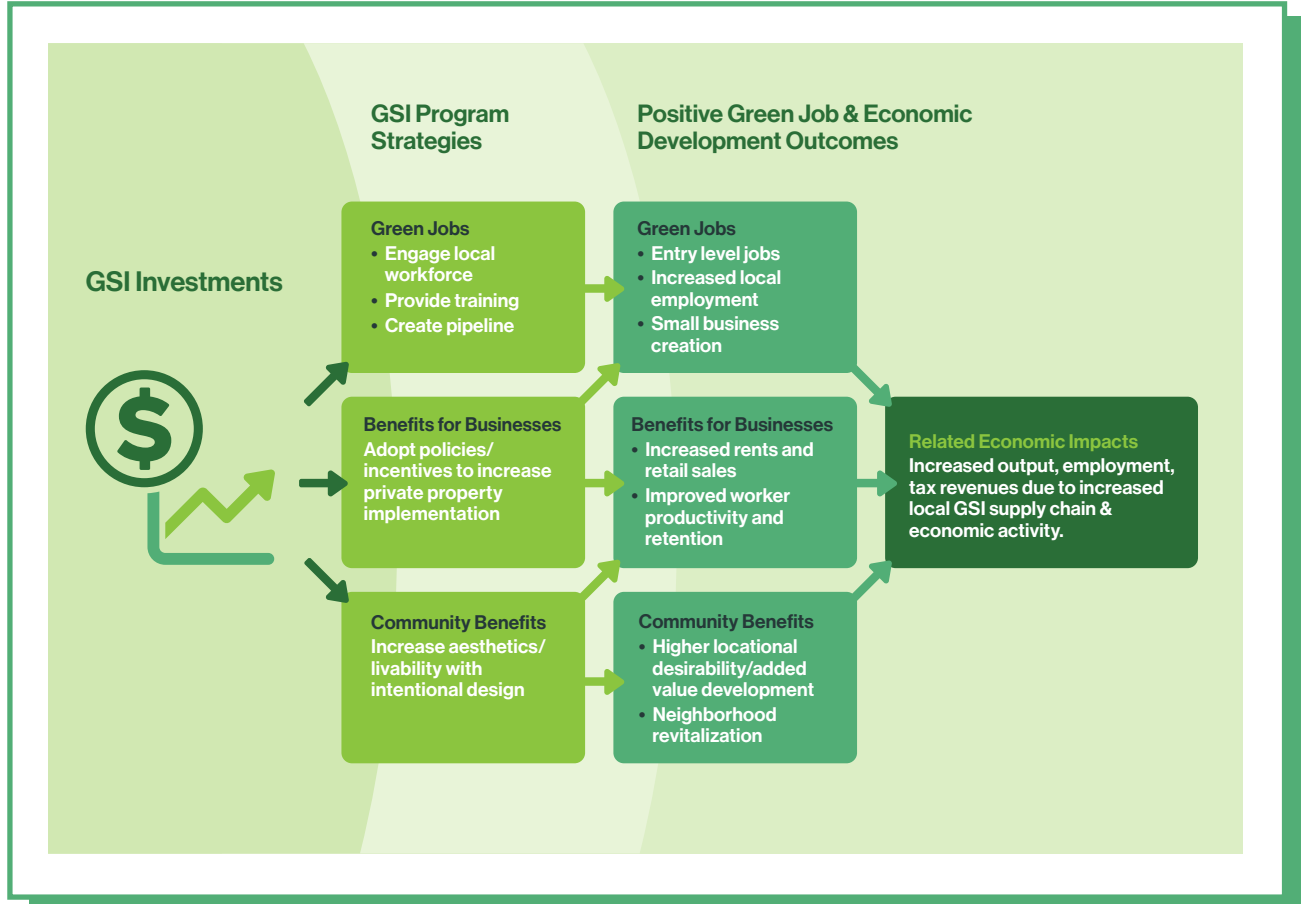 GSI Program
Strategies
Positive Green Job & Economic
Development Outcomes
GSI Investments
$
Green Jobs
• Engage local
workforce
• Provide training
• Create pipeline
Green Jobs
• Entry level jobs
• Increased local
employment
• Small business
creation
Benefits for Businesses
Adopt policies/
incentives to increase
private property
implementation
Benefits for Businesses
• Increased rents and
retail sales
• Improved worker
productivity and
retention
Related Economic Impacts
Increased output, employment,
tax revenues due to increased
local GSI supply chain &
economic activity.
Community Benefits
Increase aesthetics/
livability with
intentional design
Community Benefits
• Higher locational
desirability/added
value development
• Neighborhood
revitalization